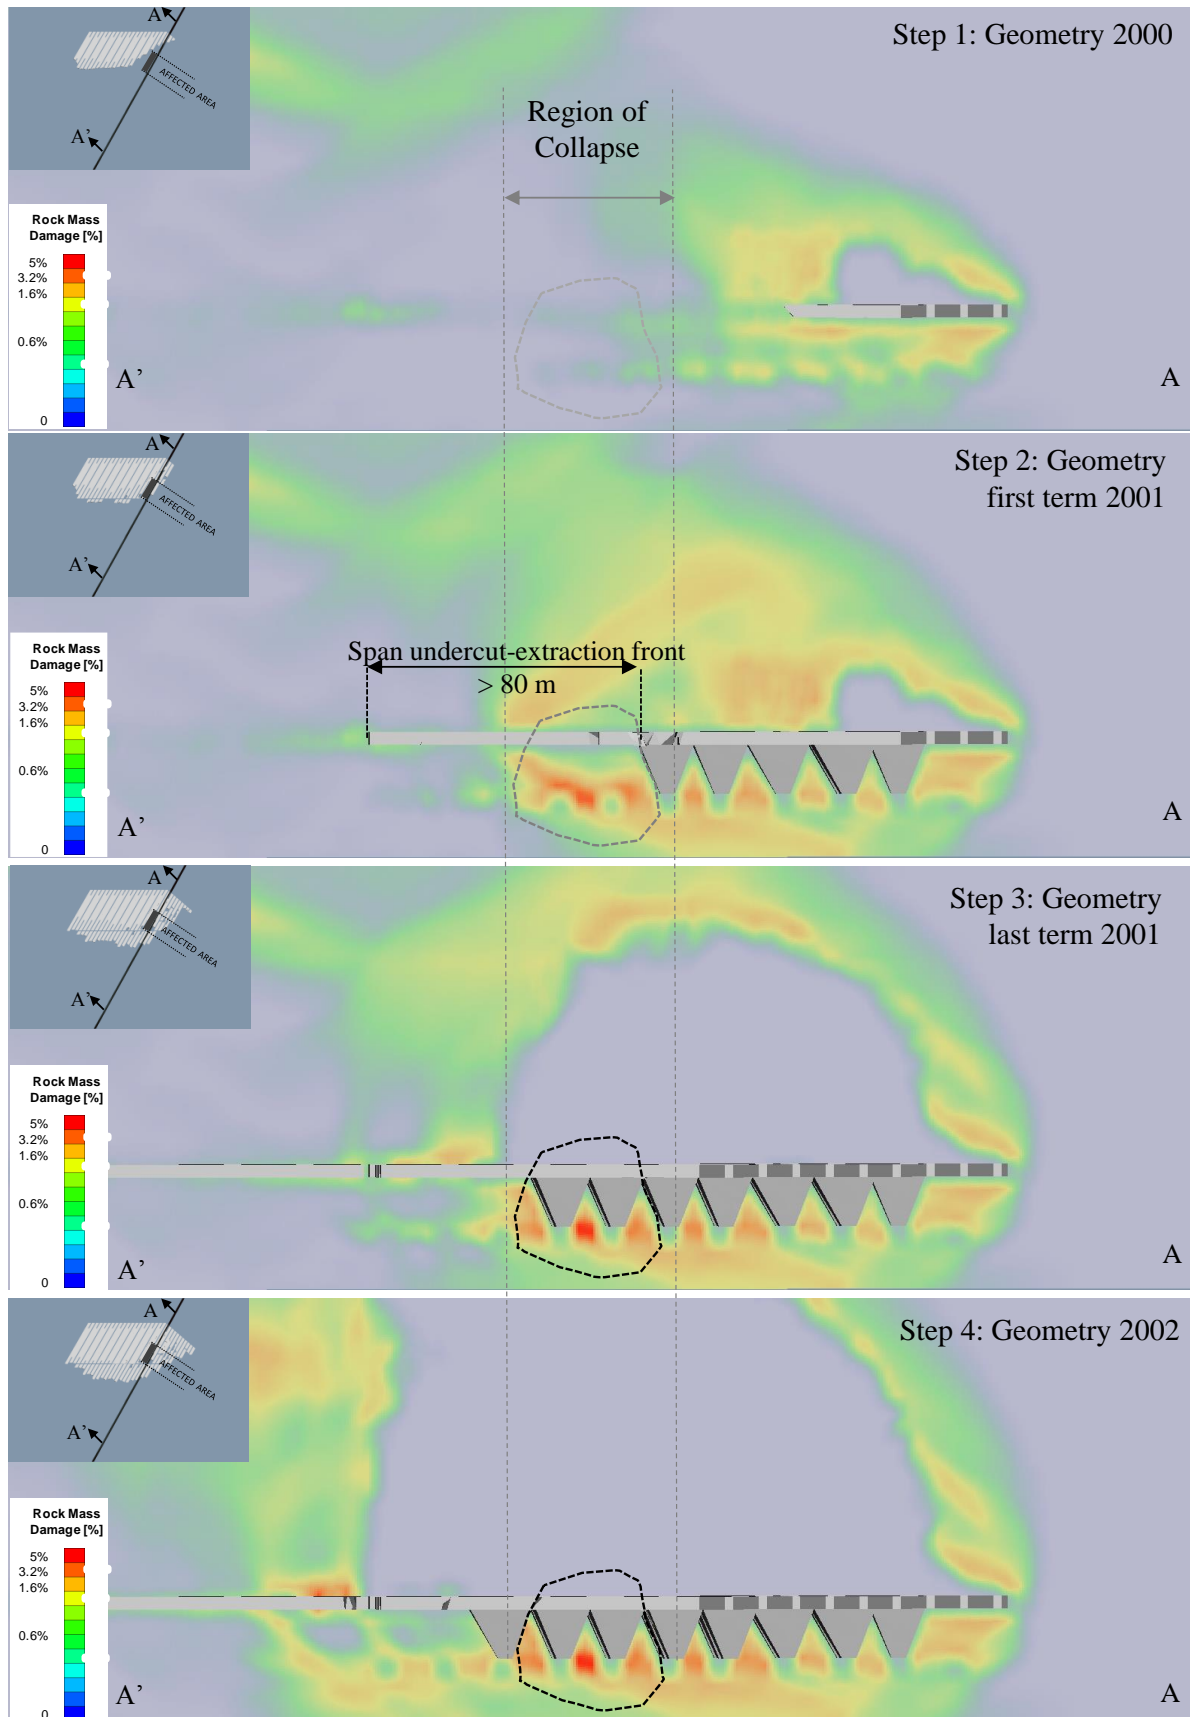 A
AFFECTED AREA
A'
Step 1: Geometry 2000
Region of
Collapse
Rock Mass
Damage [%]
5%
3.2%
1.6%
0.6%
0
A’
A
A
AFFECTED AREA
A'
Step 2: Geometry
first term 2001
Span undercut-extraction front
> 80 m
Rock Mass
Damage [%]
5%
3.2%
1.6%
0.6%
0
A’
A
A
AFFECTED AREA
A'
Step 3: Geometry
last term 2001
Rock Mass
Damage [%]
5%
3.2%
1.6%
0.6%
0
A’
A
A
AFFECTED AREA
A'
Step 4: Geometry 2002
Rock Mass
Damage [%]
5%
3.2%
1.6%
0.6%
0
A’
A